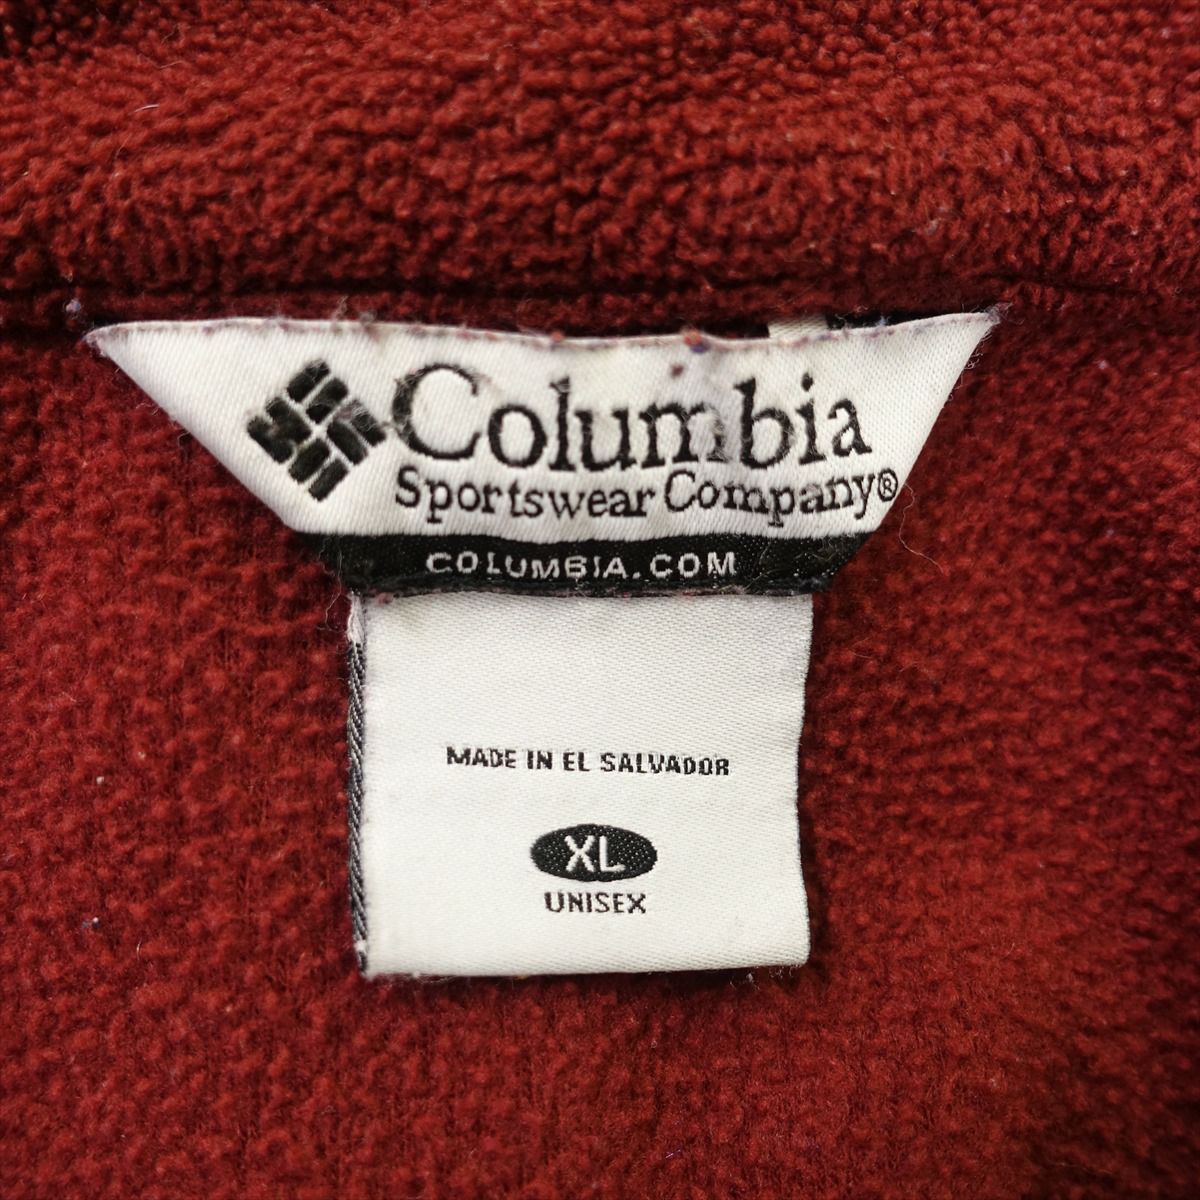 Columbia
Sportswear Company®
COLUMBIA.COM
MADE IN EL SALVADOR
XL
UNISEX